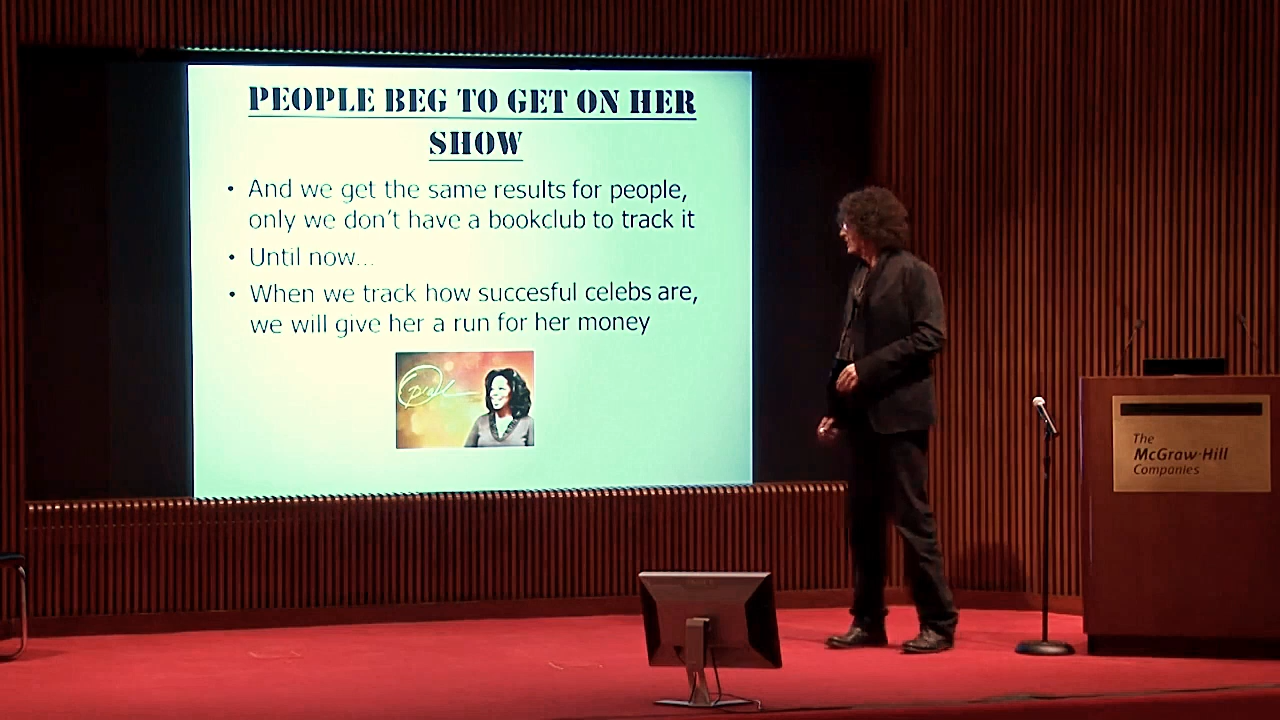 PEOPLE BEG TO GET ON HER
SHOW
• And we get the same results for people,
only we don't have a bookclub to track it
• Until now...
• When we track how succesful celebs are,
we will give her a run for her money
Oprah
The
McGraw·Hill
Companies